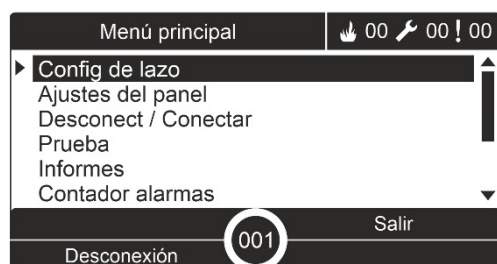 Menú principal 00 00 ! 00
Config de lazo
Ajustes del panel
Desconect / Conectar
Prueba
Informes
Contador alarmas
Salir
001
Desconexión